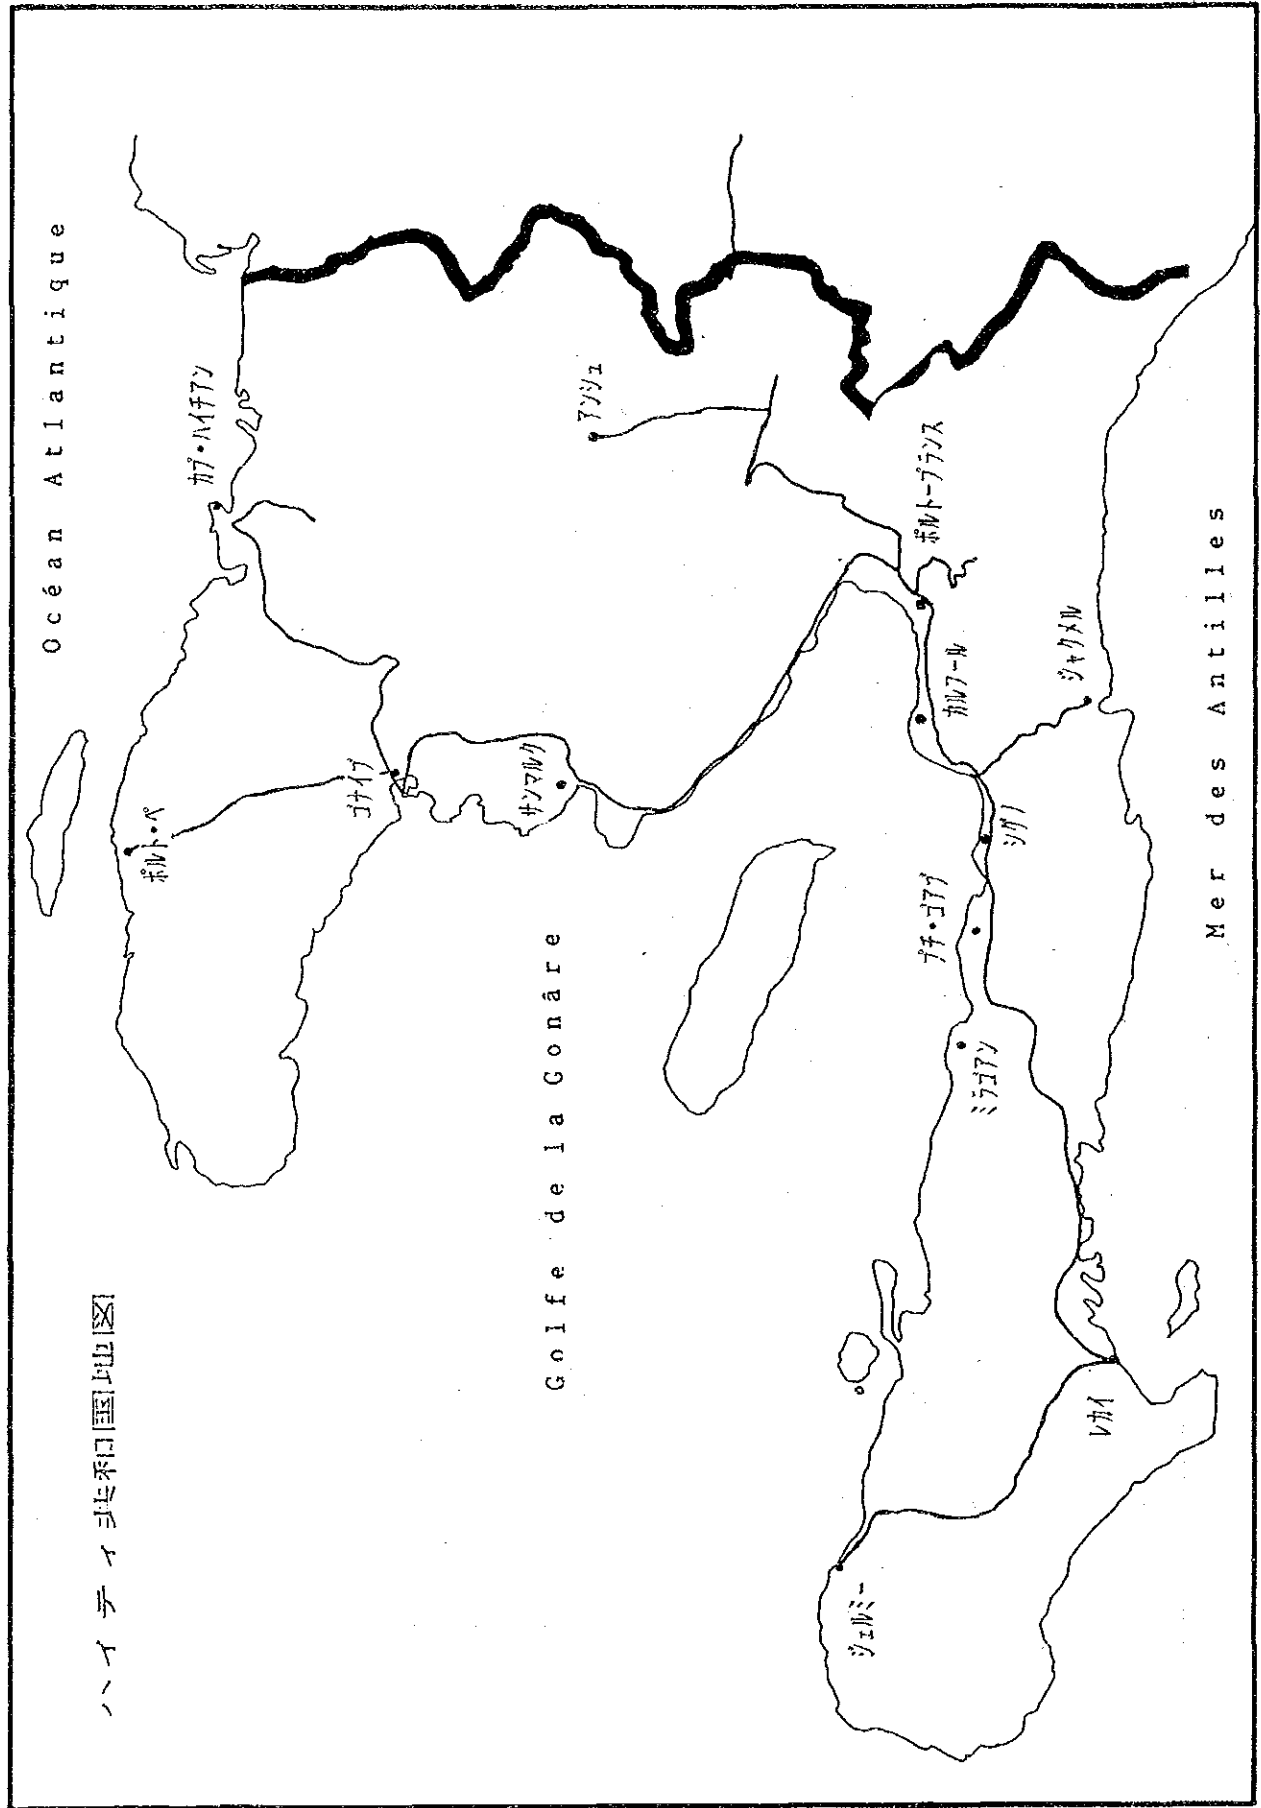 ハイティ共和国地図
Océan Atlantique
カプ・ハイチアン
ポルト・ペ
ゴナイブ
アンシュ
サンマルク
Golfe de la Gonâre
ポルトープランス
カルフール
シャクメル
シグノ
プチ・ゴアブ
ミラゴアン
ジェルミー
レカイ
Mer des Antilles